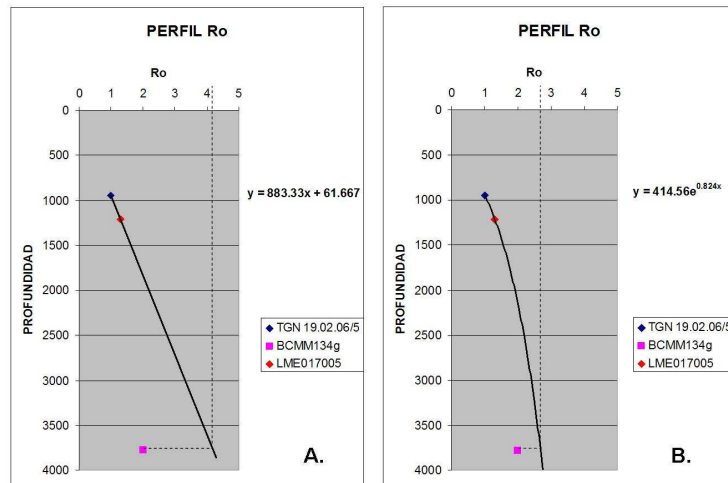 PERFIL Ro
Ro
0 1 2 3 4 5
0
500
1000
1500
2000
2500
3000
3500
4000
PROFUNDIDAD
y = 883.33x + 61.667
TGN 19.02.06/5
BCMM134g
LME017005
A.
PERFIL Ro
Ro
0 1 2 3 4 5
0
500
1000
1500
2000
2500
3000
3500
4000
PROFUNDIDAD
y = 414.56e^0.824x
TGN 19.02.06/5
BCMM134g
LME017005
B.